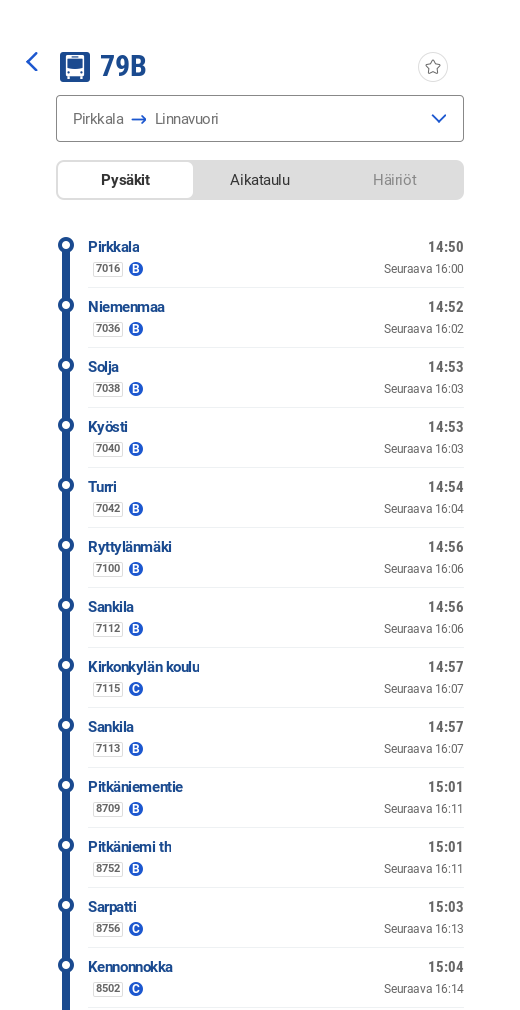 79B
Pirkkala → Linnavuori
Pysäkit Aikataulu Häiriöt
Pirkkala 14:50
7016 B Seuraava 16:00
Niemenmaa 14:52
7036 B Seuraava 16:02
Solja 14:53
7038 B Seuraava 16:03
Kyösti 14:53
7040 B Seuraava 16:03
Turri 14:54
7042 B Seuraava 16:04
Ryttylänmäki 14:56
7100 B Seuraava 16:06
Sankila 14:56
7112 B Seuraava 16:06
Kirkonkylän koulu 14:57
7115 C Seuraava 16:07
Sankila 14:57
7113 B Seuraava 16:07
Pitkäniementie 15:01
8709 B Seuraava 16:11
Pitkäniemi th 15:01
8752 B Seuraava 16:11
Sarpatti 15:03
8756 C Seuraava 16:13
Kennonnokka 15:04
8502 C Seuraava 16:14